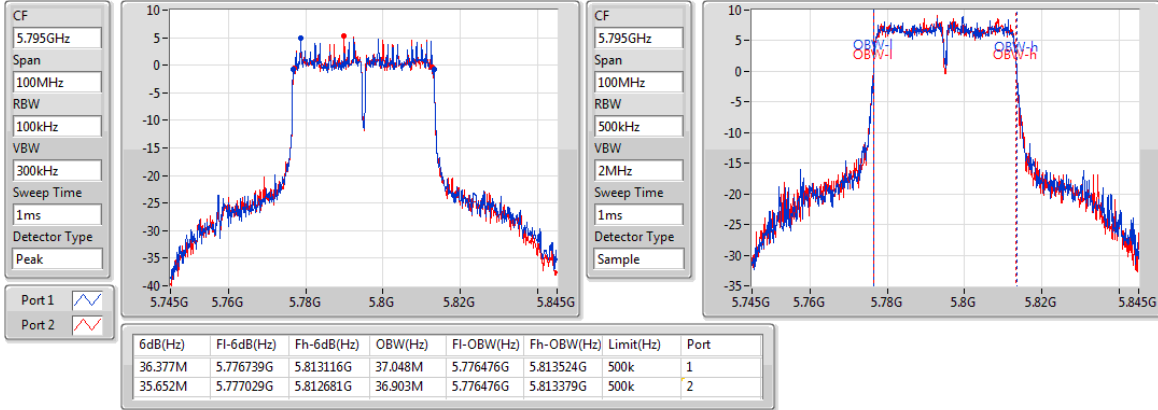 CF
5.795GHz
Span
100MHz
RBW
100kHz
VBW
300kHz
Sweep Time
1ms
Detector Type
Peak
Port 1
Port 2
10
5
0
-5
-10
-15
-20
-25
-30
-35
-40
5.745G 5.76G 5.78G 5.8G 5.82G 5.845G
CF
5.795GHz
Span
100MHz
RBW
500kHz
VBW
2MHz
Sweep Time
1ms
Detector Type
Sample
10
5
0
-5
-10
-15
-20
-25
-30
-35
OBW-l OBW-h
OBW-l OBW-h
5.745G 5.76G 5.78G 5.8G 5.82G 5.845G
6dB(Hz) Fl-6dB(Hz) Fh-6dB(Hz) OBW(Hz) Fl-OBW(Hz) Fh-OBW(Hz) Limit(Hz) Port
36.377M 5.776739G 5.813116G 37.048M 5.776476G 5.813524G 500k 1
35.652M 5.777029G 5.812681G 36.903M 5.776476G 5.813379G 500k 2